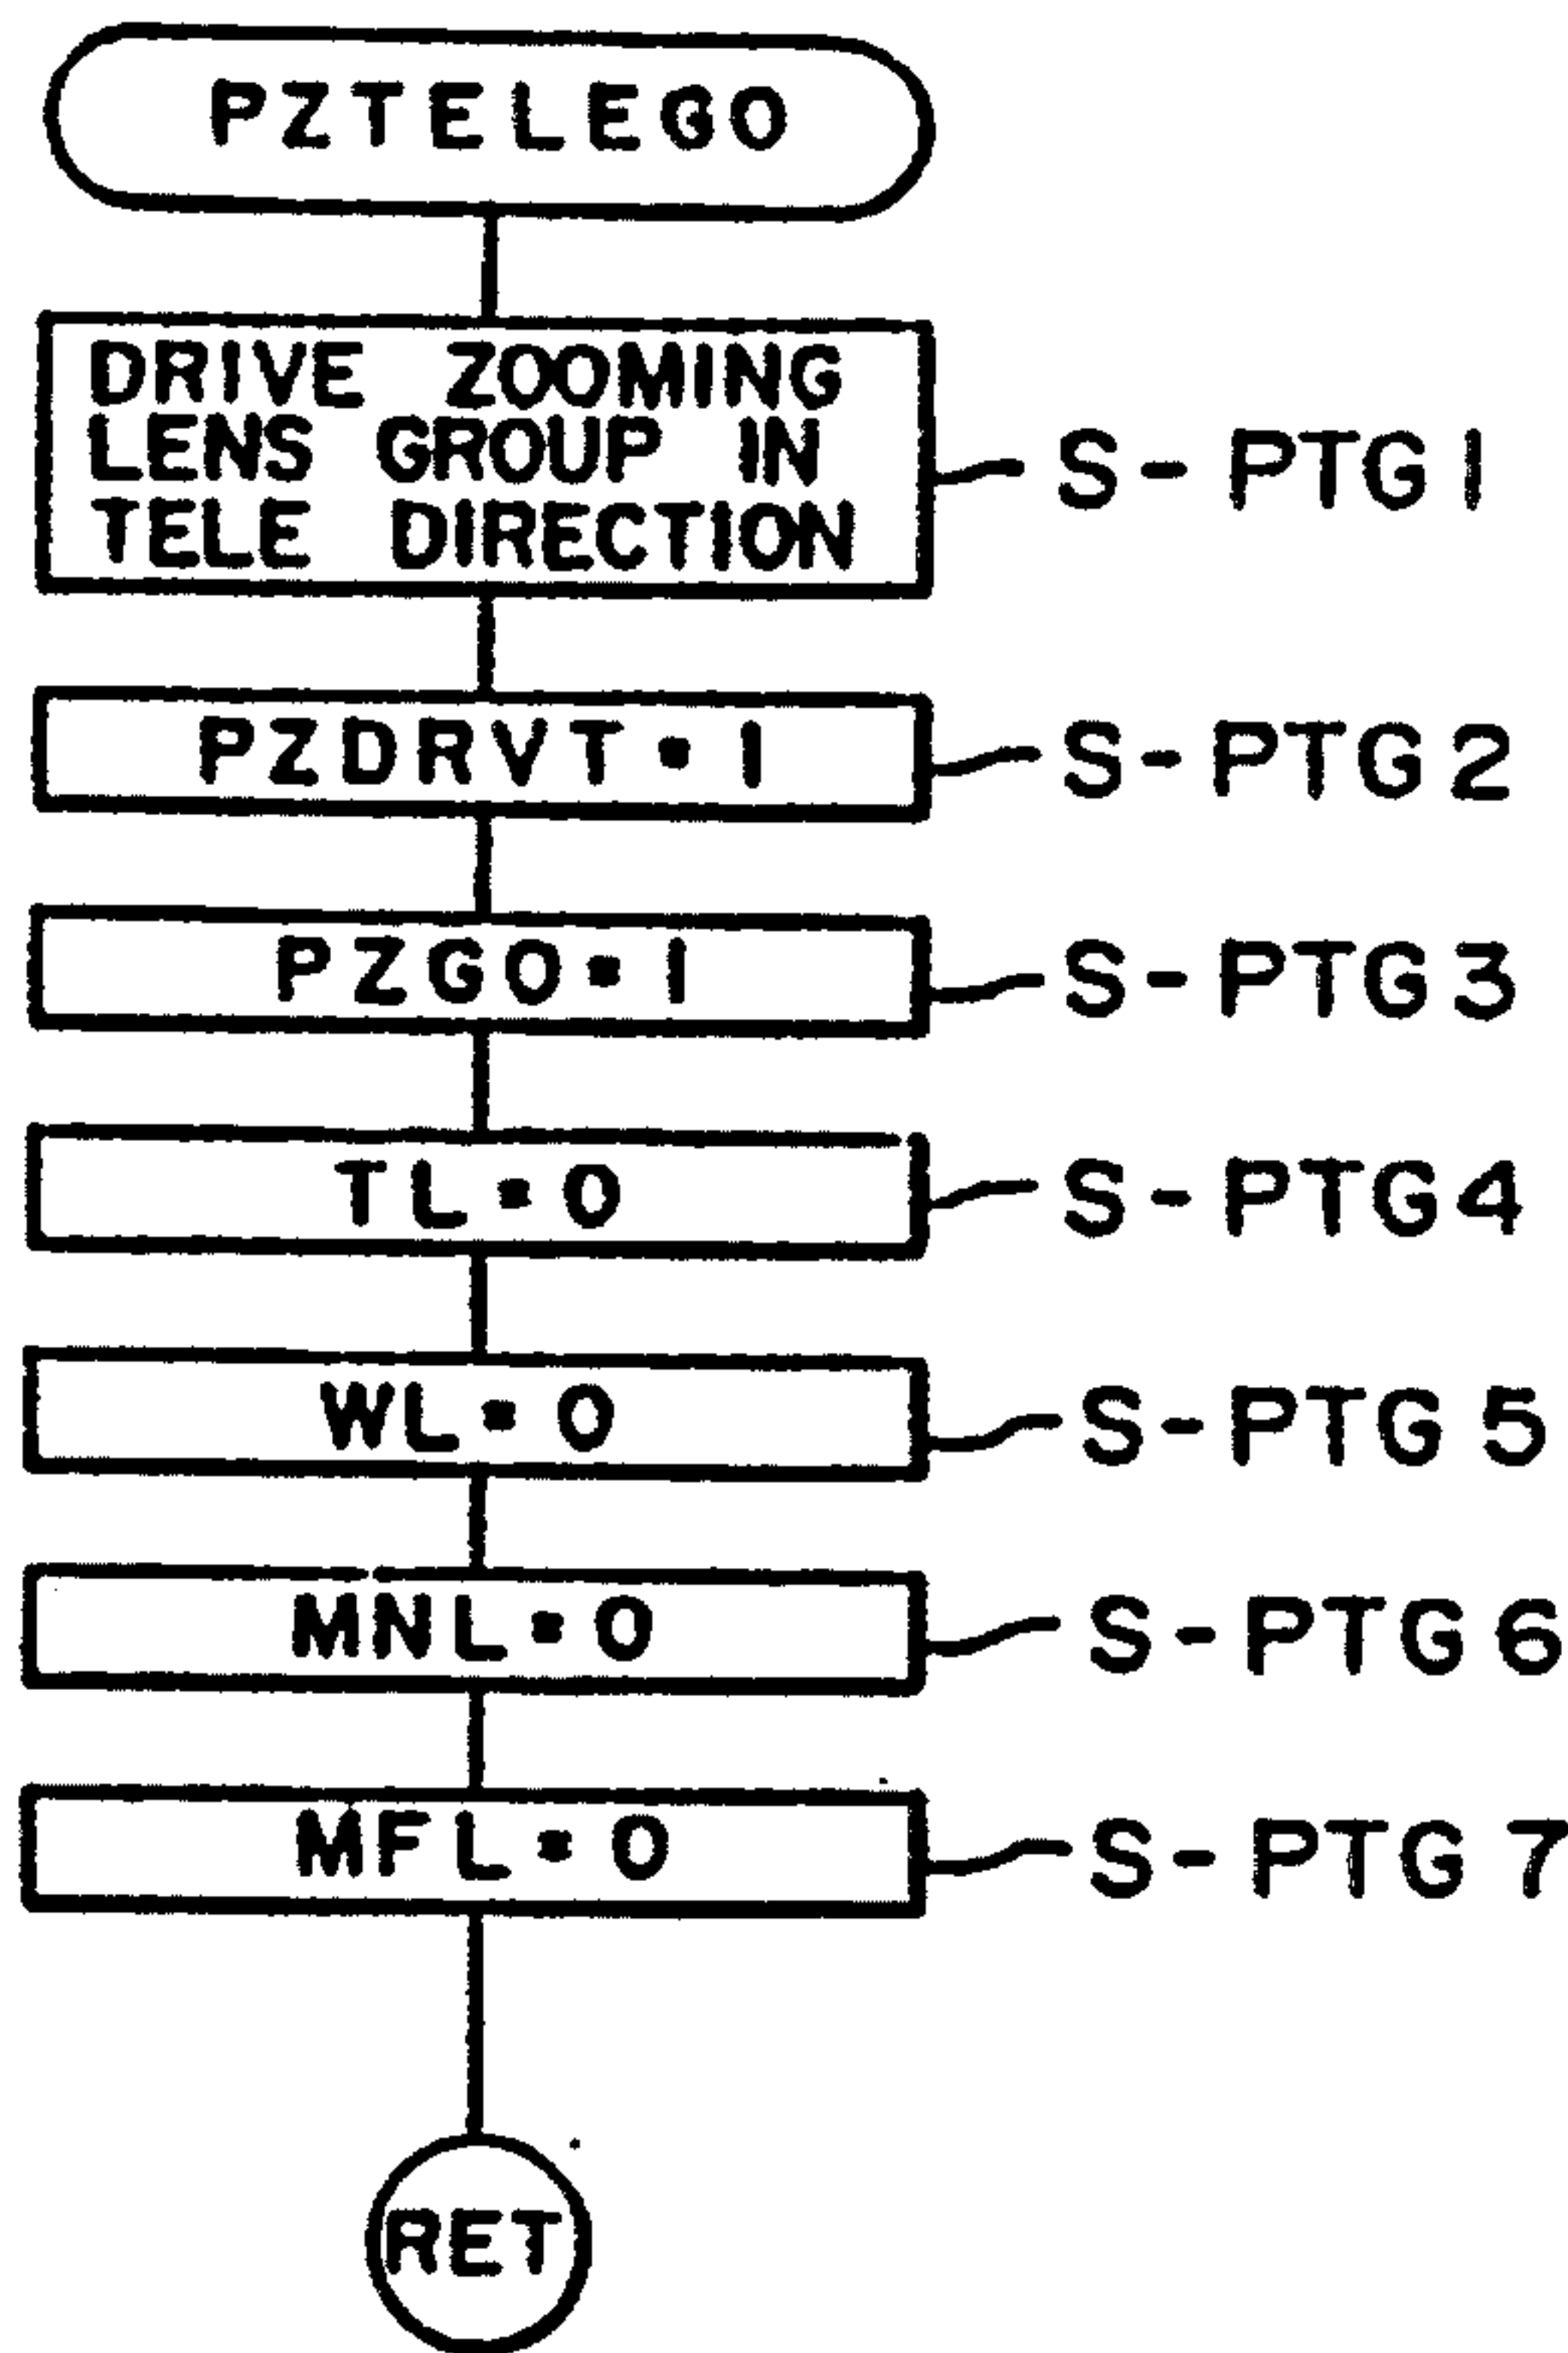 PZTELEGO
DRIVE ZOOMING
LENS GROUP IN
TELE DIRECTION
S-PTG1
PZDRVT▪1
S-PTG2
PZGO▪1
S-PTG3
TL▪0
S-PTG4
WL▪0
S-PTG5
MNL▪0
S-PTG6
MFL▪0
S-PTG7
RET